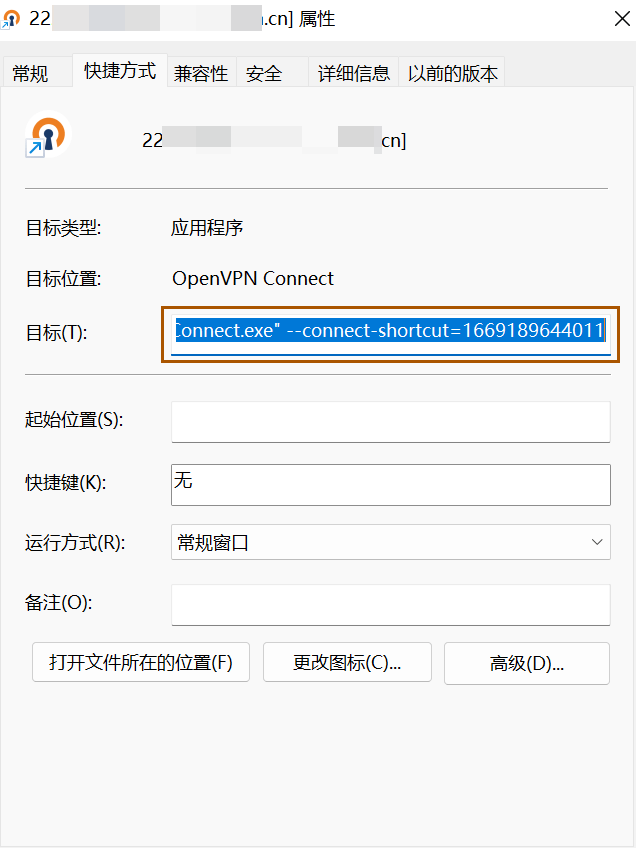 22 .cn] 属性
常规 快捷方式 兼容性 安全 详细信息 以前的版本
22 cn]
目标类型: 应用程序
目标位置: OpenVPN Connect
目标(T): Connect.exe" --connect-shortcut=1669189644011
起始位置(S):
快捷键(K): 无
运行方式(R): 常规窗口
备注(O):
打开文件所在的位置(F) 更改图标(C)... 高级(D)...